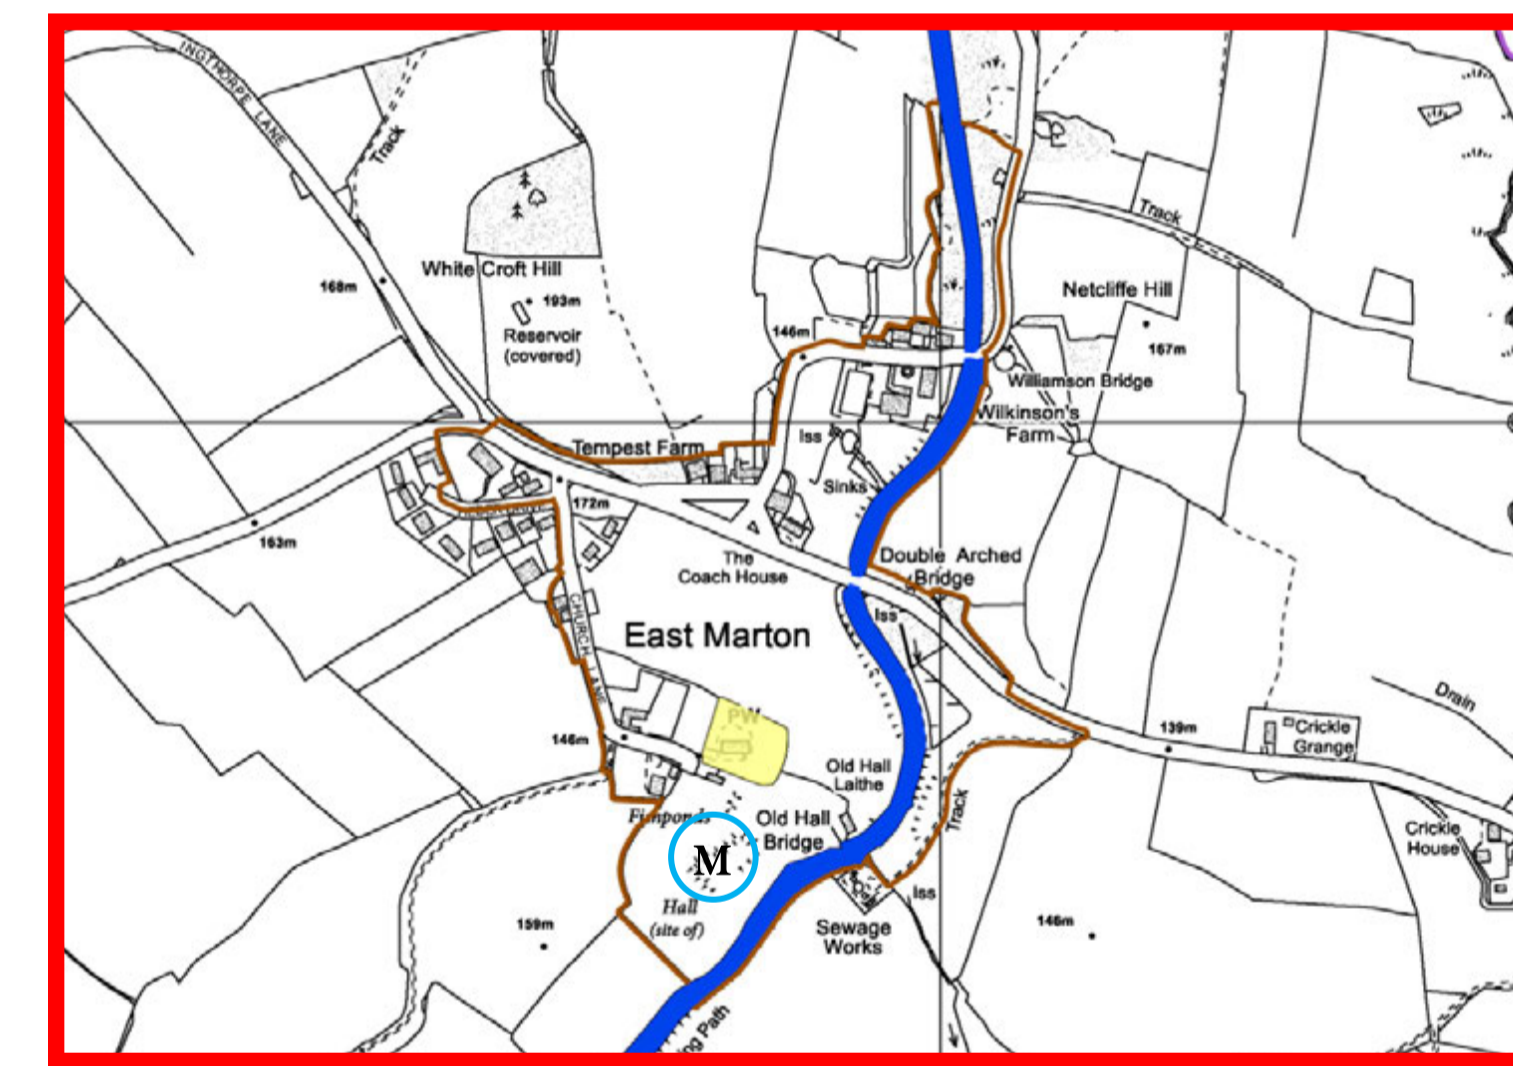 INGTHORPE LANE
Track
Track
White Croft Hill
168m
193m
Reservoir
(covered)
Netcliffe Hill
146m
167m
Williamson Bridge
Wilkinson's
Farm
Tempest Farm
Iss
Sinks
172m
163m
The
Coach House
Double Arched
Bridge
CHURCH LANE
Iss
East Marton
PW
Drain
146m
139m
Crickle
Grange
Old Hall
Laithe
Track
Old Hall
Bridge
Crickle
House
M
Iss
Hall
(site of)
159m
146m
Sewage
Works
ing Path